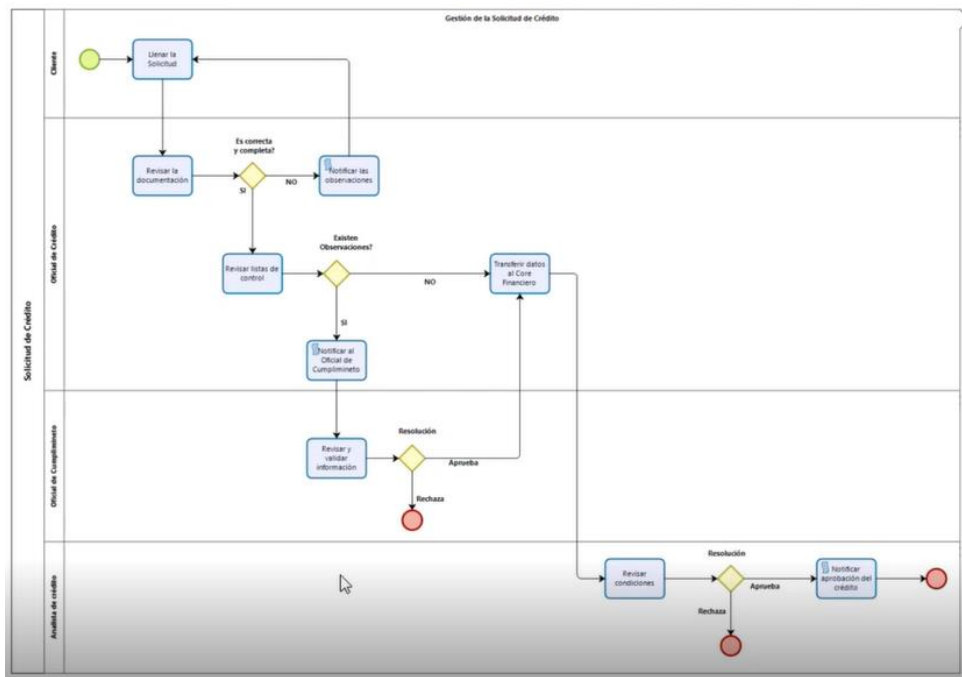 Gestión de la Solicitud de Crédito
Solicitud de Crédito
Cliente
Llenar la
Solicitud
Oficial de Crédito
Revisar la
documentación
Es correcta
y completa?
SI
NO
Notificar las
observaciones
Revisar listas de
control
Existen
Observaciones?
NO
SI
Transferir datos
al Core
Financiero
Notificar al
Oficial de
Cumplimineto
Oficial de Cumplimineto
Revisar y
validar
información
Resolución
Aprueba
Rechaza
Analista de crédito
Revisar
condiciones
Resolución
Aprueba
Rechaza
Notificar
aprobación del
crédito